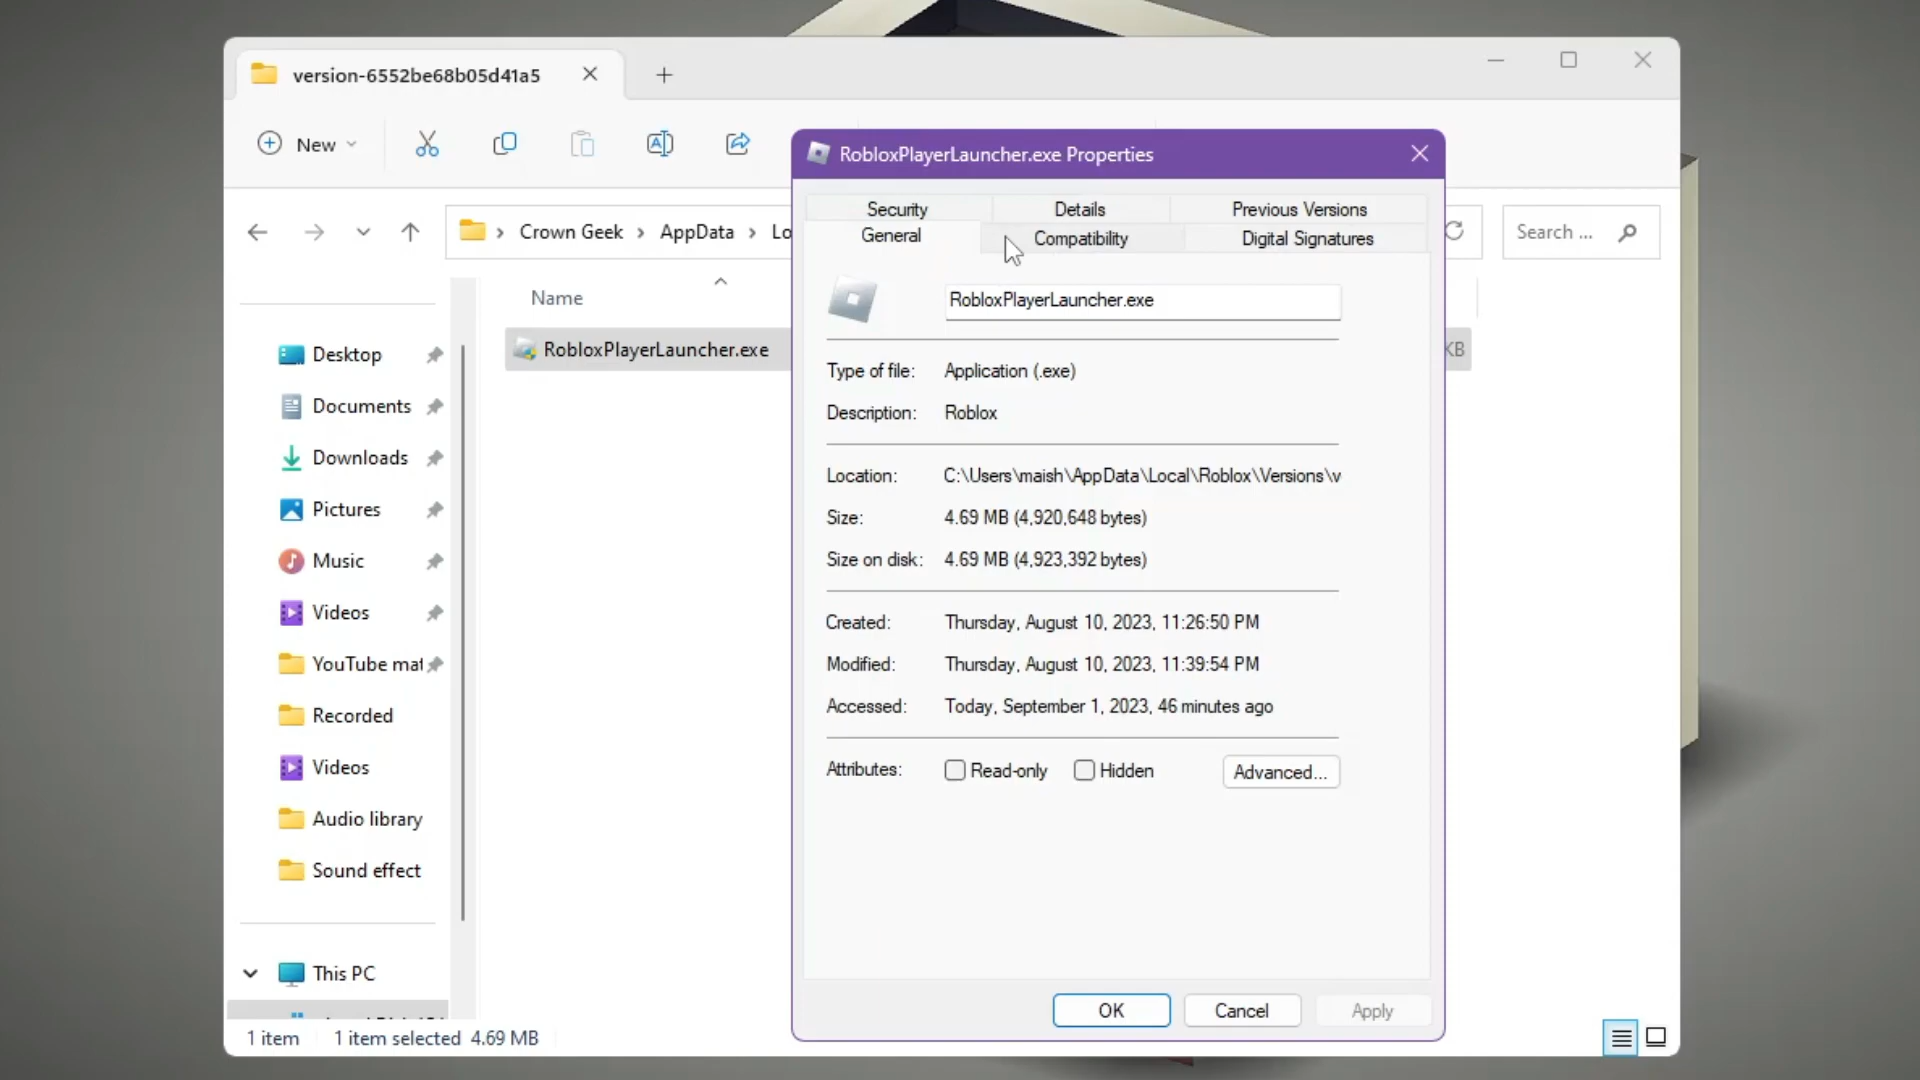 version-6552be68b05d41a5
New
Crown Geek > AppData > Lo
Search ...
Name
RobloxPlayerLauncher.exe
KB
Desktop
Documents
Downloads
Pictures
Music
Videos
YouTube mat
Recorded
Videos
Audio library
Sound effect
This PC
1 item 1 item selected 4.69 MB
RobloxPlayerLauncher.exe Properties
Security Details Previous Versions
General Compatibility Digital Signatures
RobloxPlayerLauncher.exe
Type of file: Application (.exe)
Description: Roblox
Location: C:\Users\maish\AppData\Local\Roblox\Versions\v
Size: 4.69 MB (4,920,648 bytes)
Size on disk: 4.69 MB (4,923,392 bytes)
Created: Thursday, August 10, 2023, 11:26:50 PM
Modified: Thursday, August 10, 2023, 11:39:54 PM
Accessed: Today, September 1, 2023, 46 minutes ago
Attributes: Read-only Hidden Advanced...
OK Cancel Apply